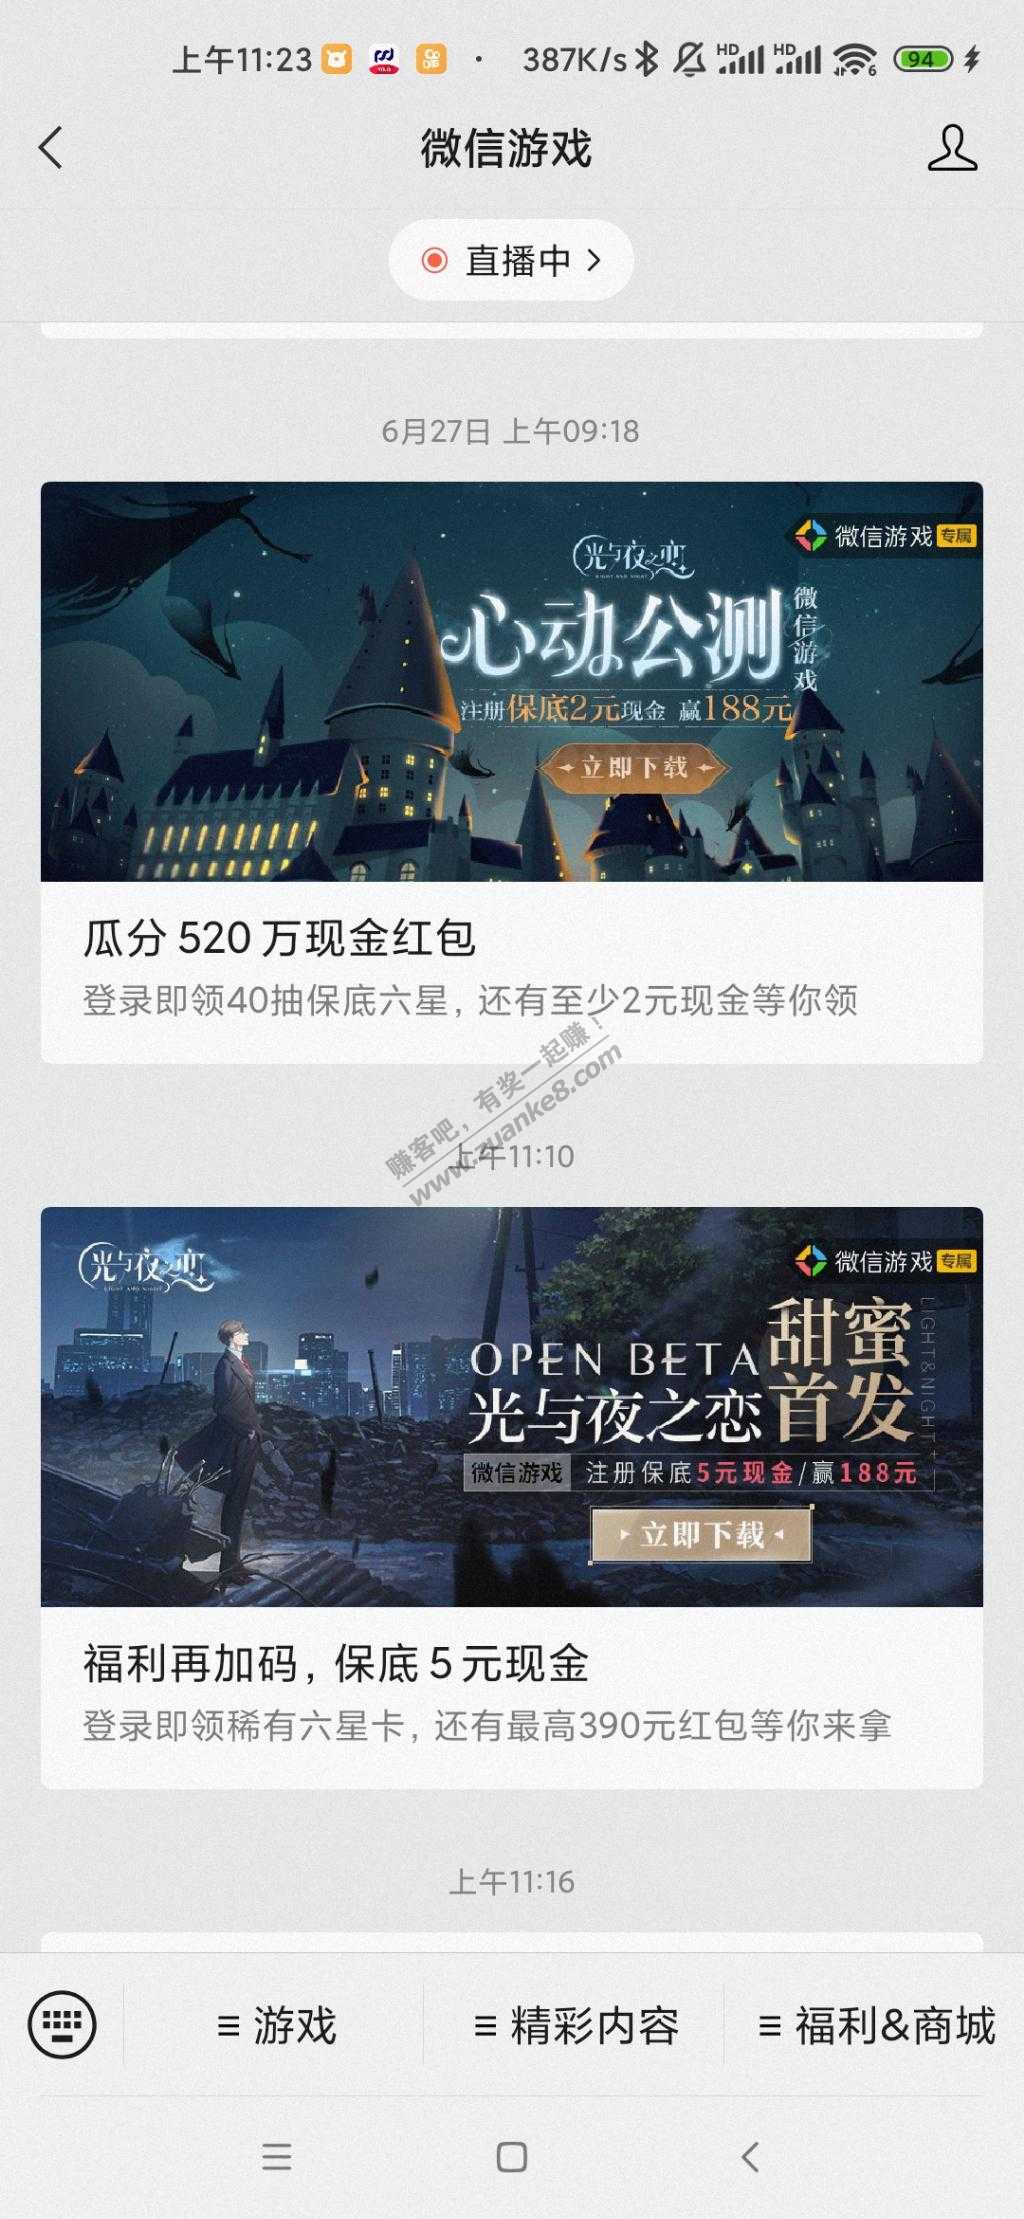 上午11:23
387K/s
HD
HD
6
94
微信游戏
直播中
6月27日 上午09:18
微信游戏 专属
光与夜之恋
LIGHT AND NIGHT
心动公测
微信游戏
注册保底2元现金 赢188元
立即下载
瓜分 520 万现金红包
登录即领40抽保底六星，还有至少2元现金等你领
赚客吧，有奖一起赚！
www.zuanke8.com
上午11:10
光与夜之恋
LIGHT AND NIGHT
微信游戏 专属
甜蜜首发
LIGHT&NIGHT
OPEN BETA
光与夜之恋
微信游戏 注册保底5元现金/赢188元
立即下载
福利再加码，保底 5 元现金
登录即领稀有六星卡，还有最高390元红包等你来拿
上午11:16
游戏
精彩内容
福利&商城